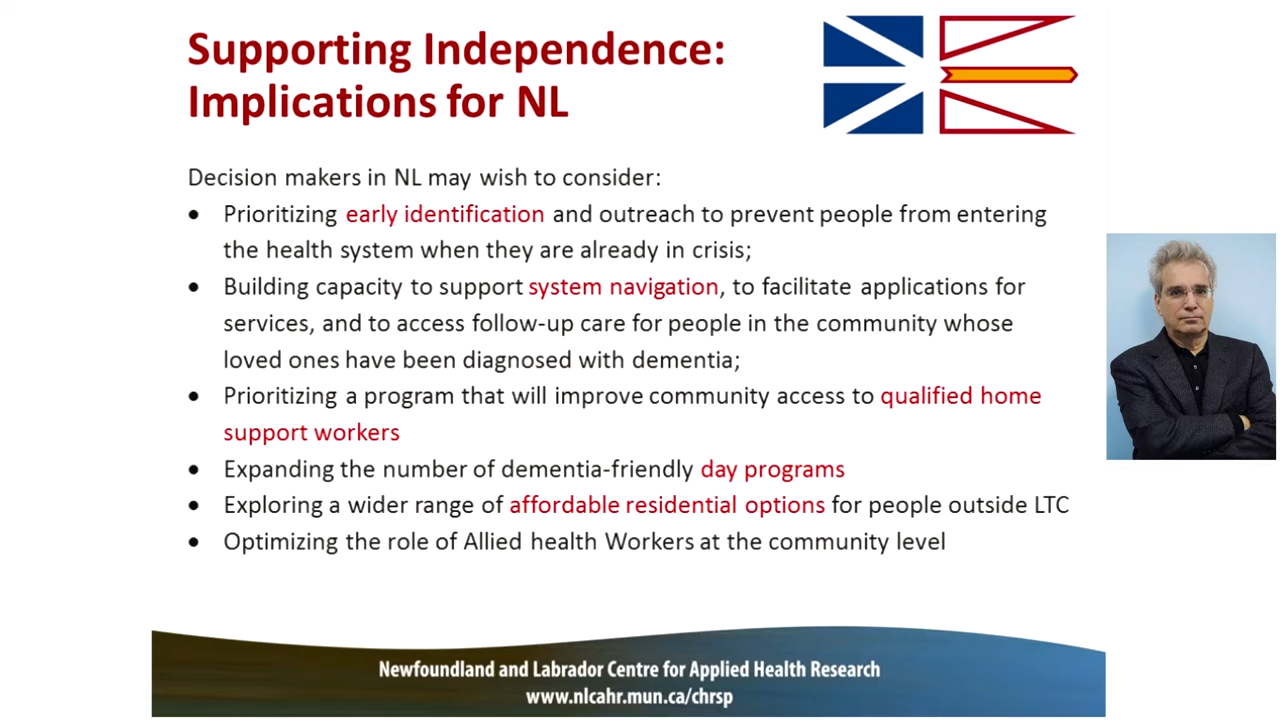 Supporting Independence:
Implications for NL
Decision makers in NL may wish to consider:
• Prioritizing early identification and outreach to prevent people from entering
the health system when they are already in crisis;
• Building capacity to support system navigation, to facilitate applications for
services, and to access follow-up care for people in the community whose
loved ones have been diagnosed with dementia;
• Prioritizing a program that will improve community access to qualified home
support workers
• Expanding the number of dementia-friendly day programs
• Exploring a wider range of affordable residential options for people outside LTC
• Optimizing the role of Allied health Workers at the community level
Newfoundland and Labrador Centre for Applied Health Research
www.nlcahr.mun.ca/chrsp